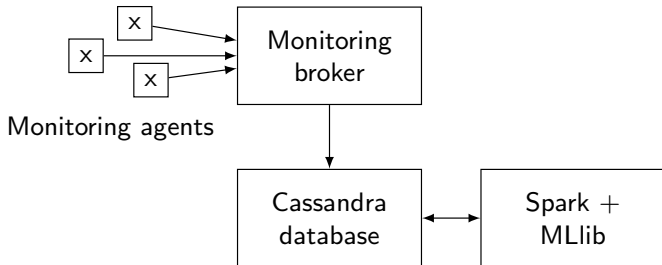 x
x
x
Monitoring
broker
Monitoring agents
Cassandra
database
Spark +
MLlib